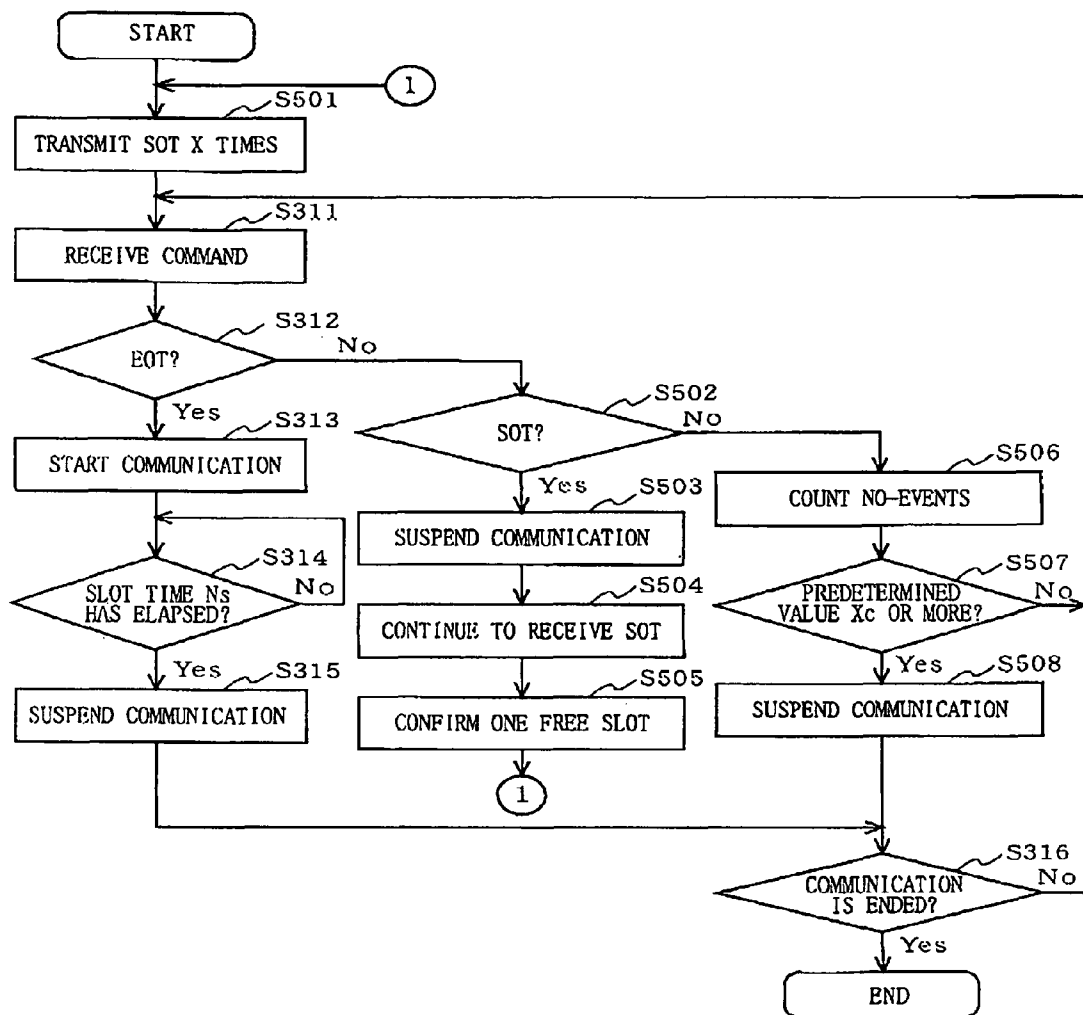 START
1
S501
TRANSMIT SOT X TIMES
S311
RECEIVE COMMAND
S312
EOT?
No
Yes
S313
START COMMUNICATION
S314
SLOT TIME Ns
HAS ELAPSED?
No
Yes
S315
SUSPEND COMMUNICATION
S502
SOT?
No
Yes
S503
SUSPEND COMMUNICATION
S504
CONTINUE TO RECEIVE SOT
S505
CONFIRM ONE FREE SLOT
1
S506
COUNT NO-EVENTS
S507
PREDETERMINED
VALUE Xc OR MORE?
No
Yes
S508
SUSPEND COMMUNICATION
S316
COMMUNICATION
IS ENDED?
No
Yes
END